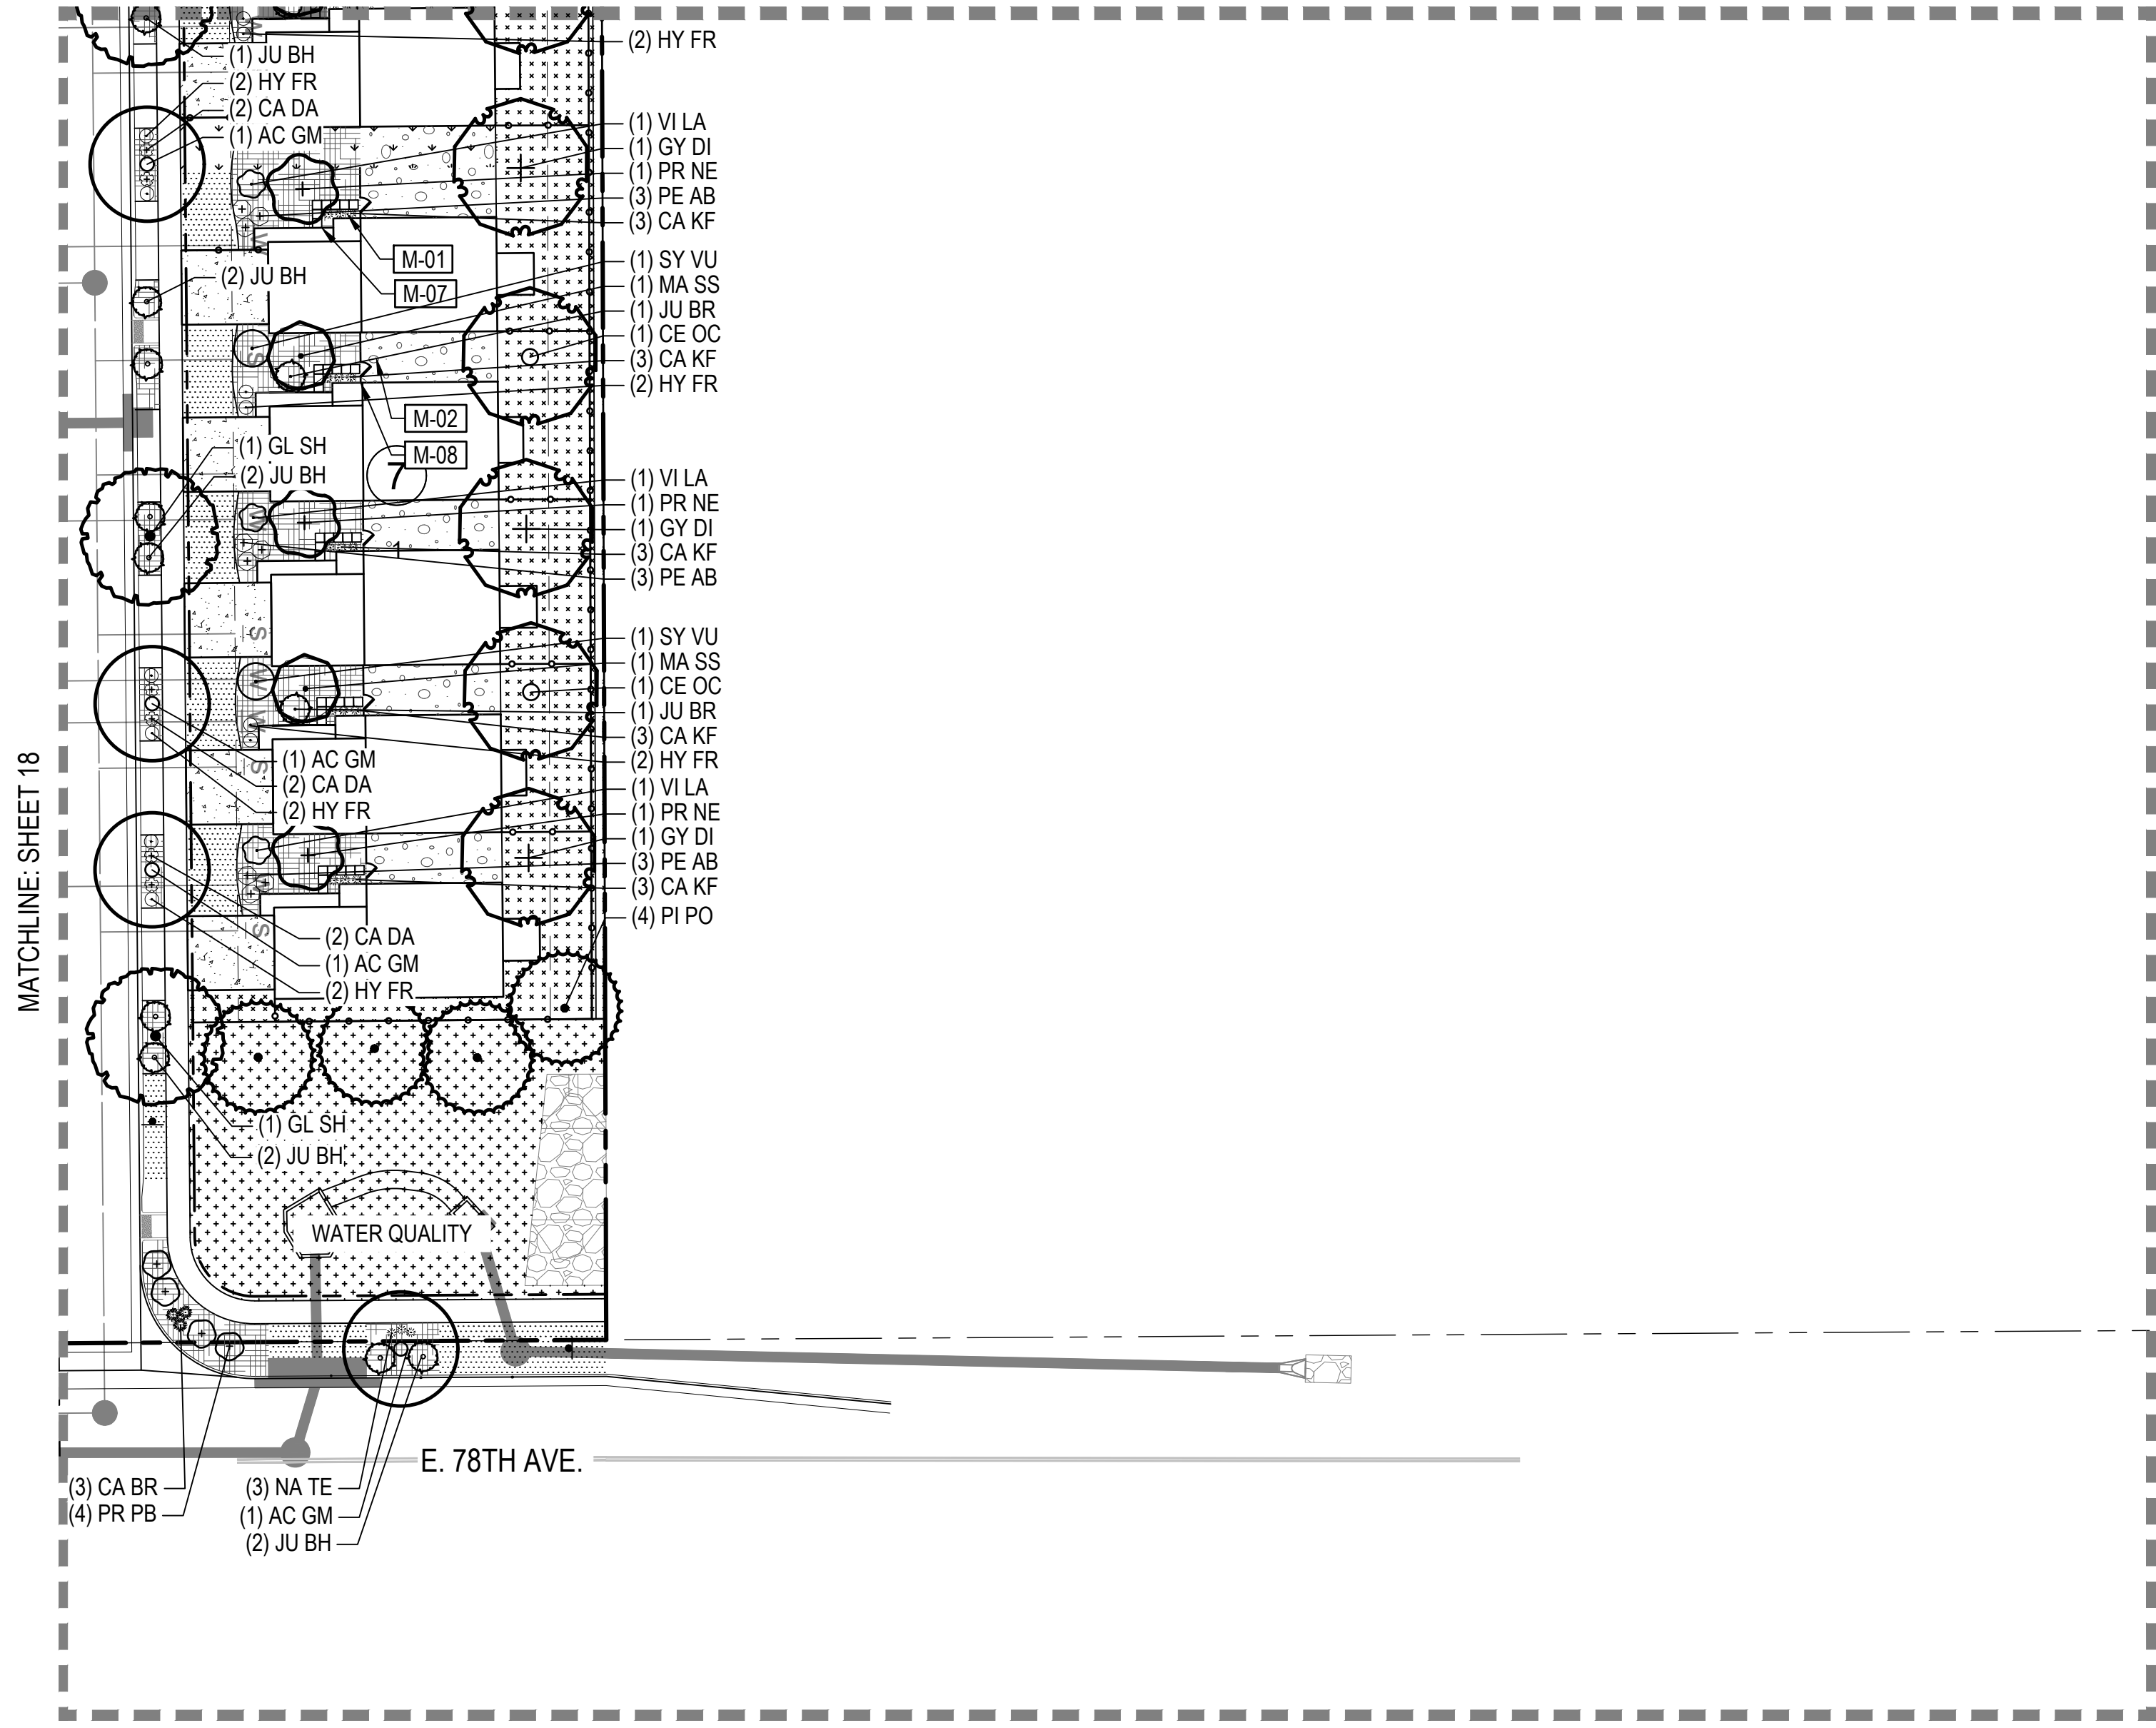 (2) HY FR
(1) JU BH
(2) HY FR
(2) CA DA
(1) AC GM
(1) VI LA
(1) GY DI
(1) PR NE
(3) PE AB
(3) CA KF
M-01
M-07
(2) JU BH
(1) SY VU
(1) MA SS
(1) JU BR
(1) CE OC
(3) CA KF
(2) HY FR
S
M-02
M-08
7
(1) GL SH
(2) JU BH
(1) VI LA
(1) PR NE
(1) GY DI
(3) CA KF
(3) PE AB
W
1
S
(1) SY VU
(1) MA SS
(1) CE OC
(1) JU BR
(3) CA KF
(2) HY FR
W
W
S
(1) AC GM
(2) CA DA
(2) HY FR
(1) VI LA
(1) PR NE
(1) GY DI
(3) PE AB
(3) CA KF
(4) PI PO
S
(2) CA DA
(1) AC GM
(2) HY FR
MATCHLINE: SHEET 18
(1) GL SH
(2) JU BH
WATER QUALITY
E. 78TH AVE.
(3) CA BR
(4) PR PB
(3) NA TE
(1) AC GM
(2) JU BH